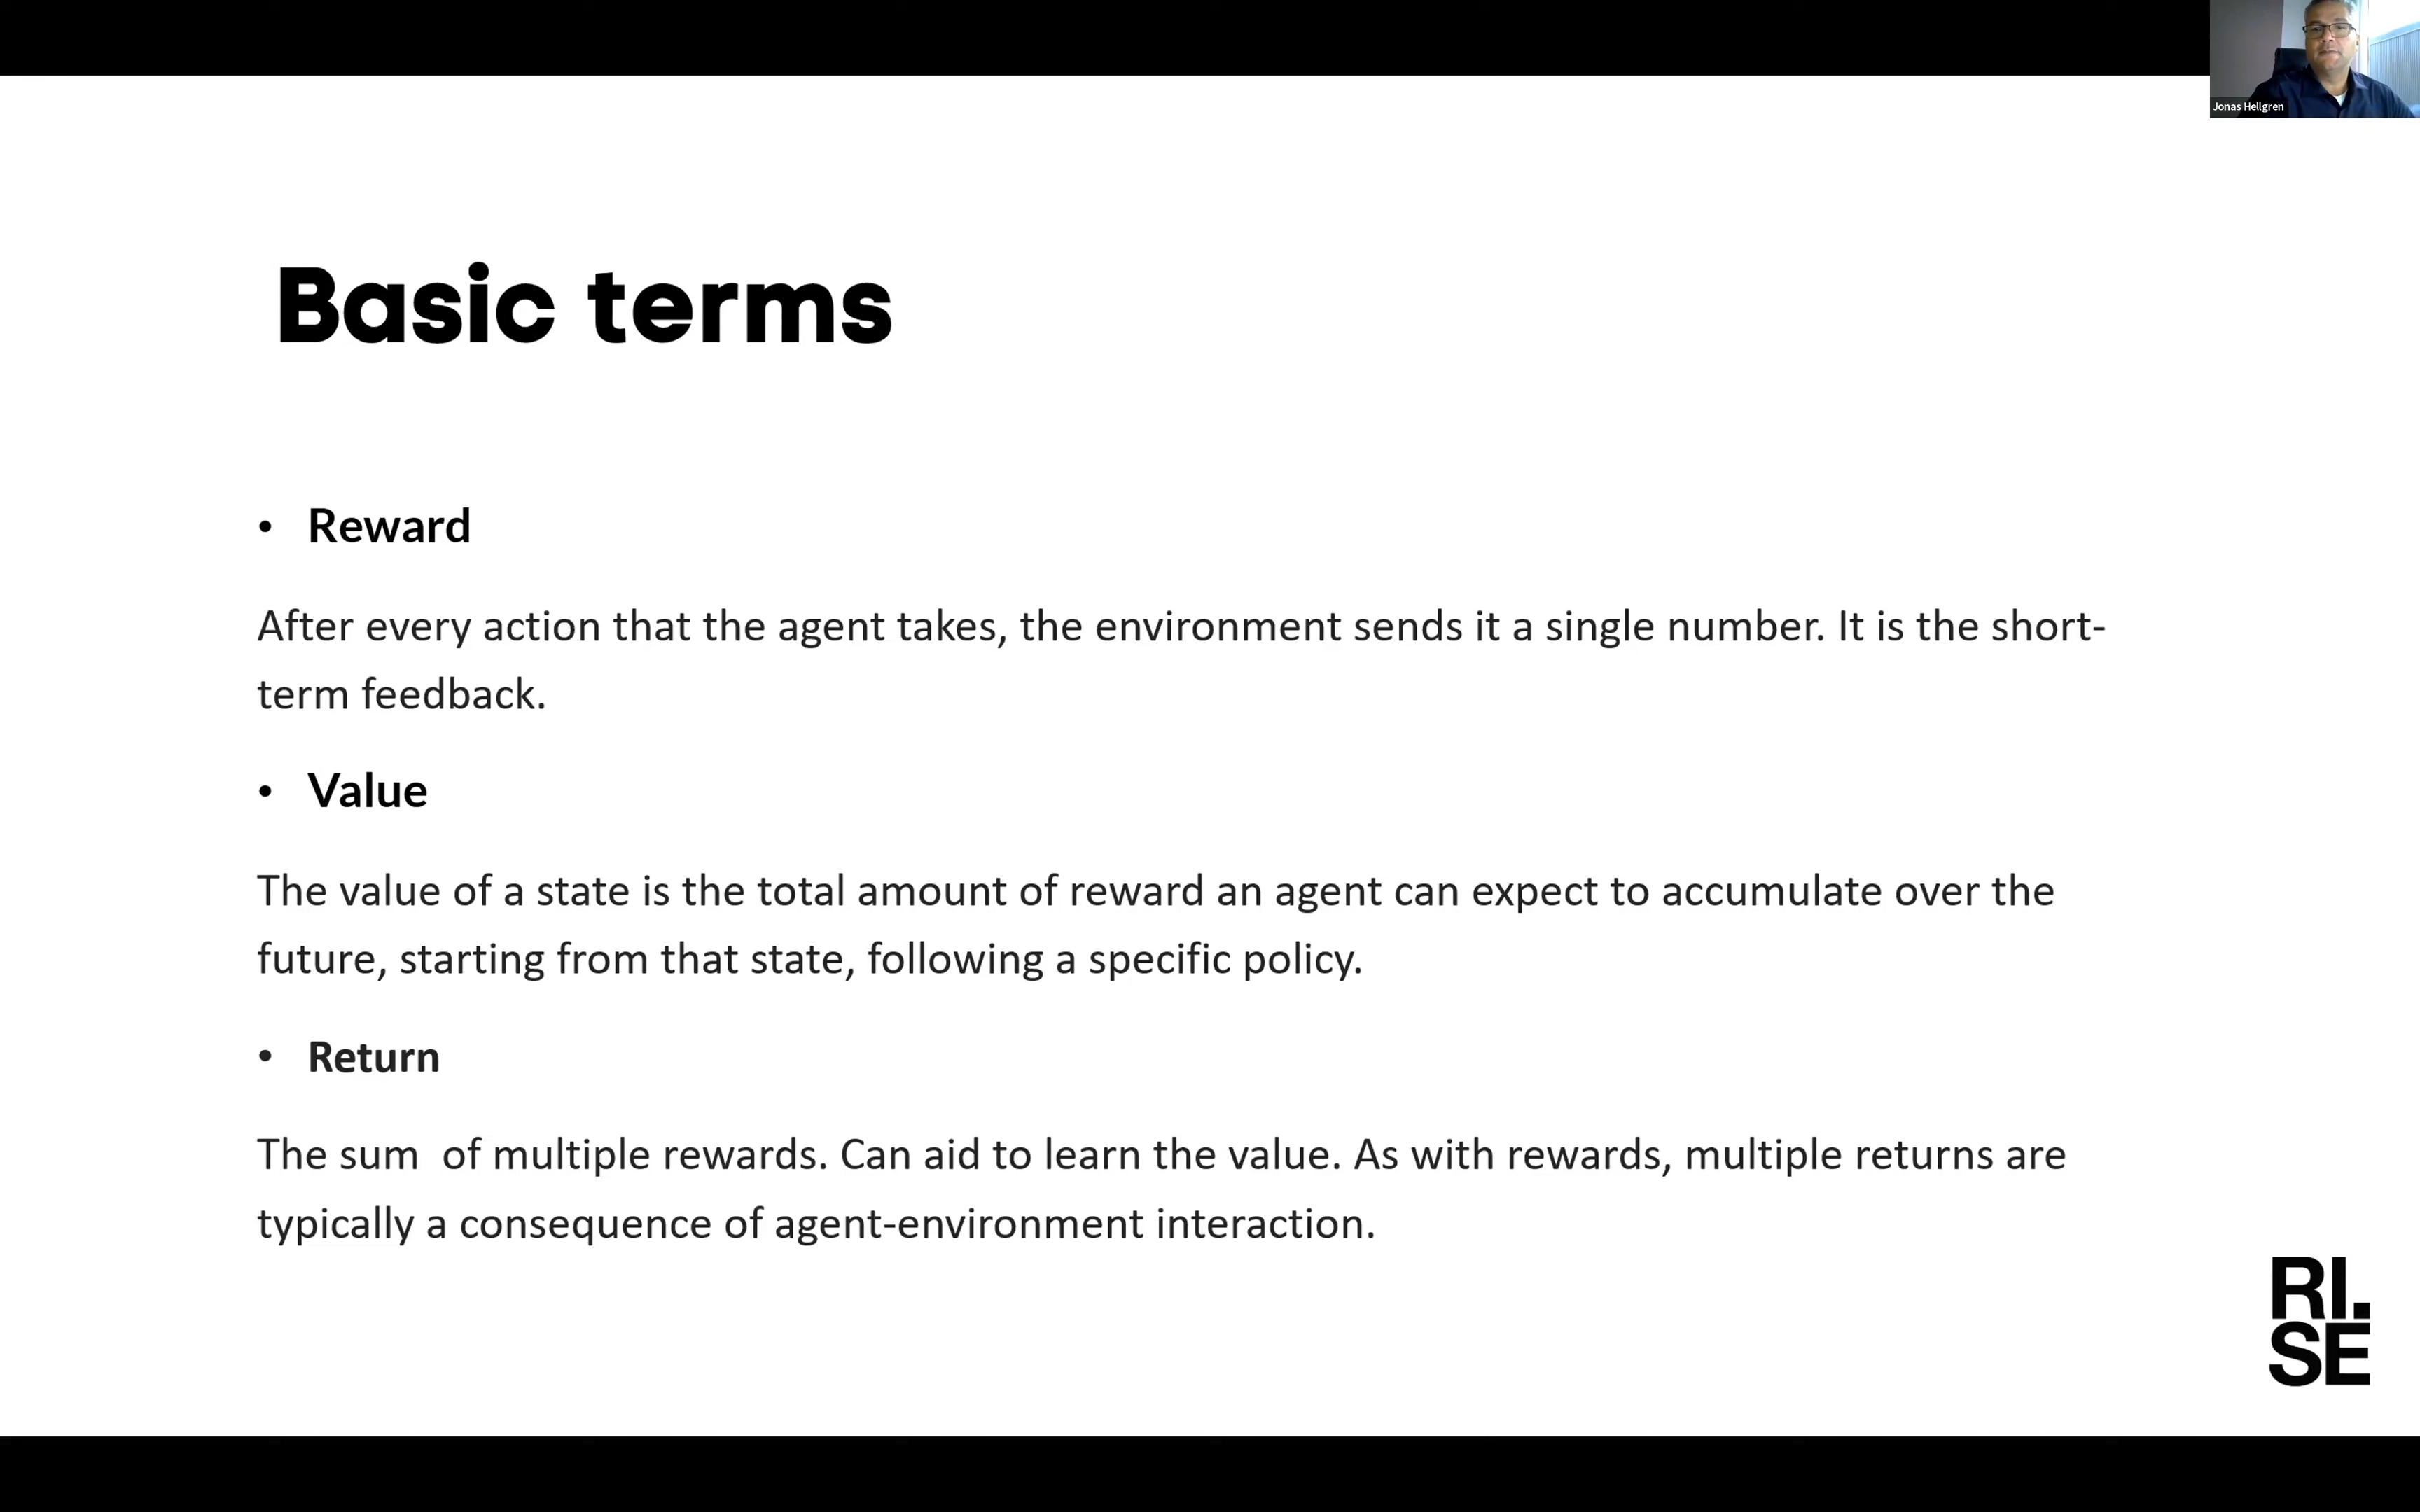 Jonas Hellgren
Basic terms
• Reward
After every action that the agent takes, the environment sends it a single number. It is the short-
term feedback.
• Value
The value of a state is the total amount of reward an agent can expect to accumulate over the
future, starting from that state, following a specific policy.
• Return
The sum  of multiple rewards. Can aid to learn the value. As with rewards, multiple returns are
typically a consequence of agent-environment interaction.
RI.
SE